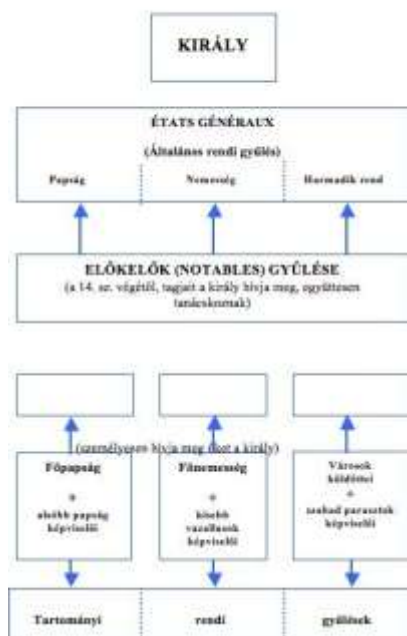 KIRÁLY
ÉTATS GÉNÉRAUX
(Általános rendi gyűlés)
Papság Nemesség Harmadik rend
ELŐKELŐK (NOTABLES) GYŰLÉSE
(a 14. sz. végétől, tagjait a király hívja meg, együttesen
tanácskoznak)
(személyesen hívja meg őket a király)
Főpapság
+
alsóbb papság
képviselői
Főnemesség
+
kisebb
vazallusok
képviselői
Városok
küldöttei
+
szabad parasztok
képviselői
Tartományi rendi gyűlések